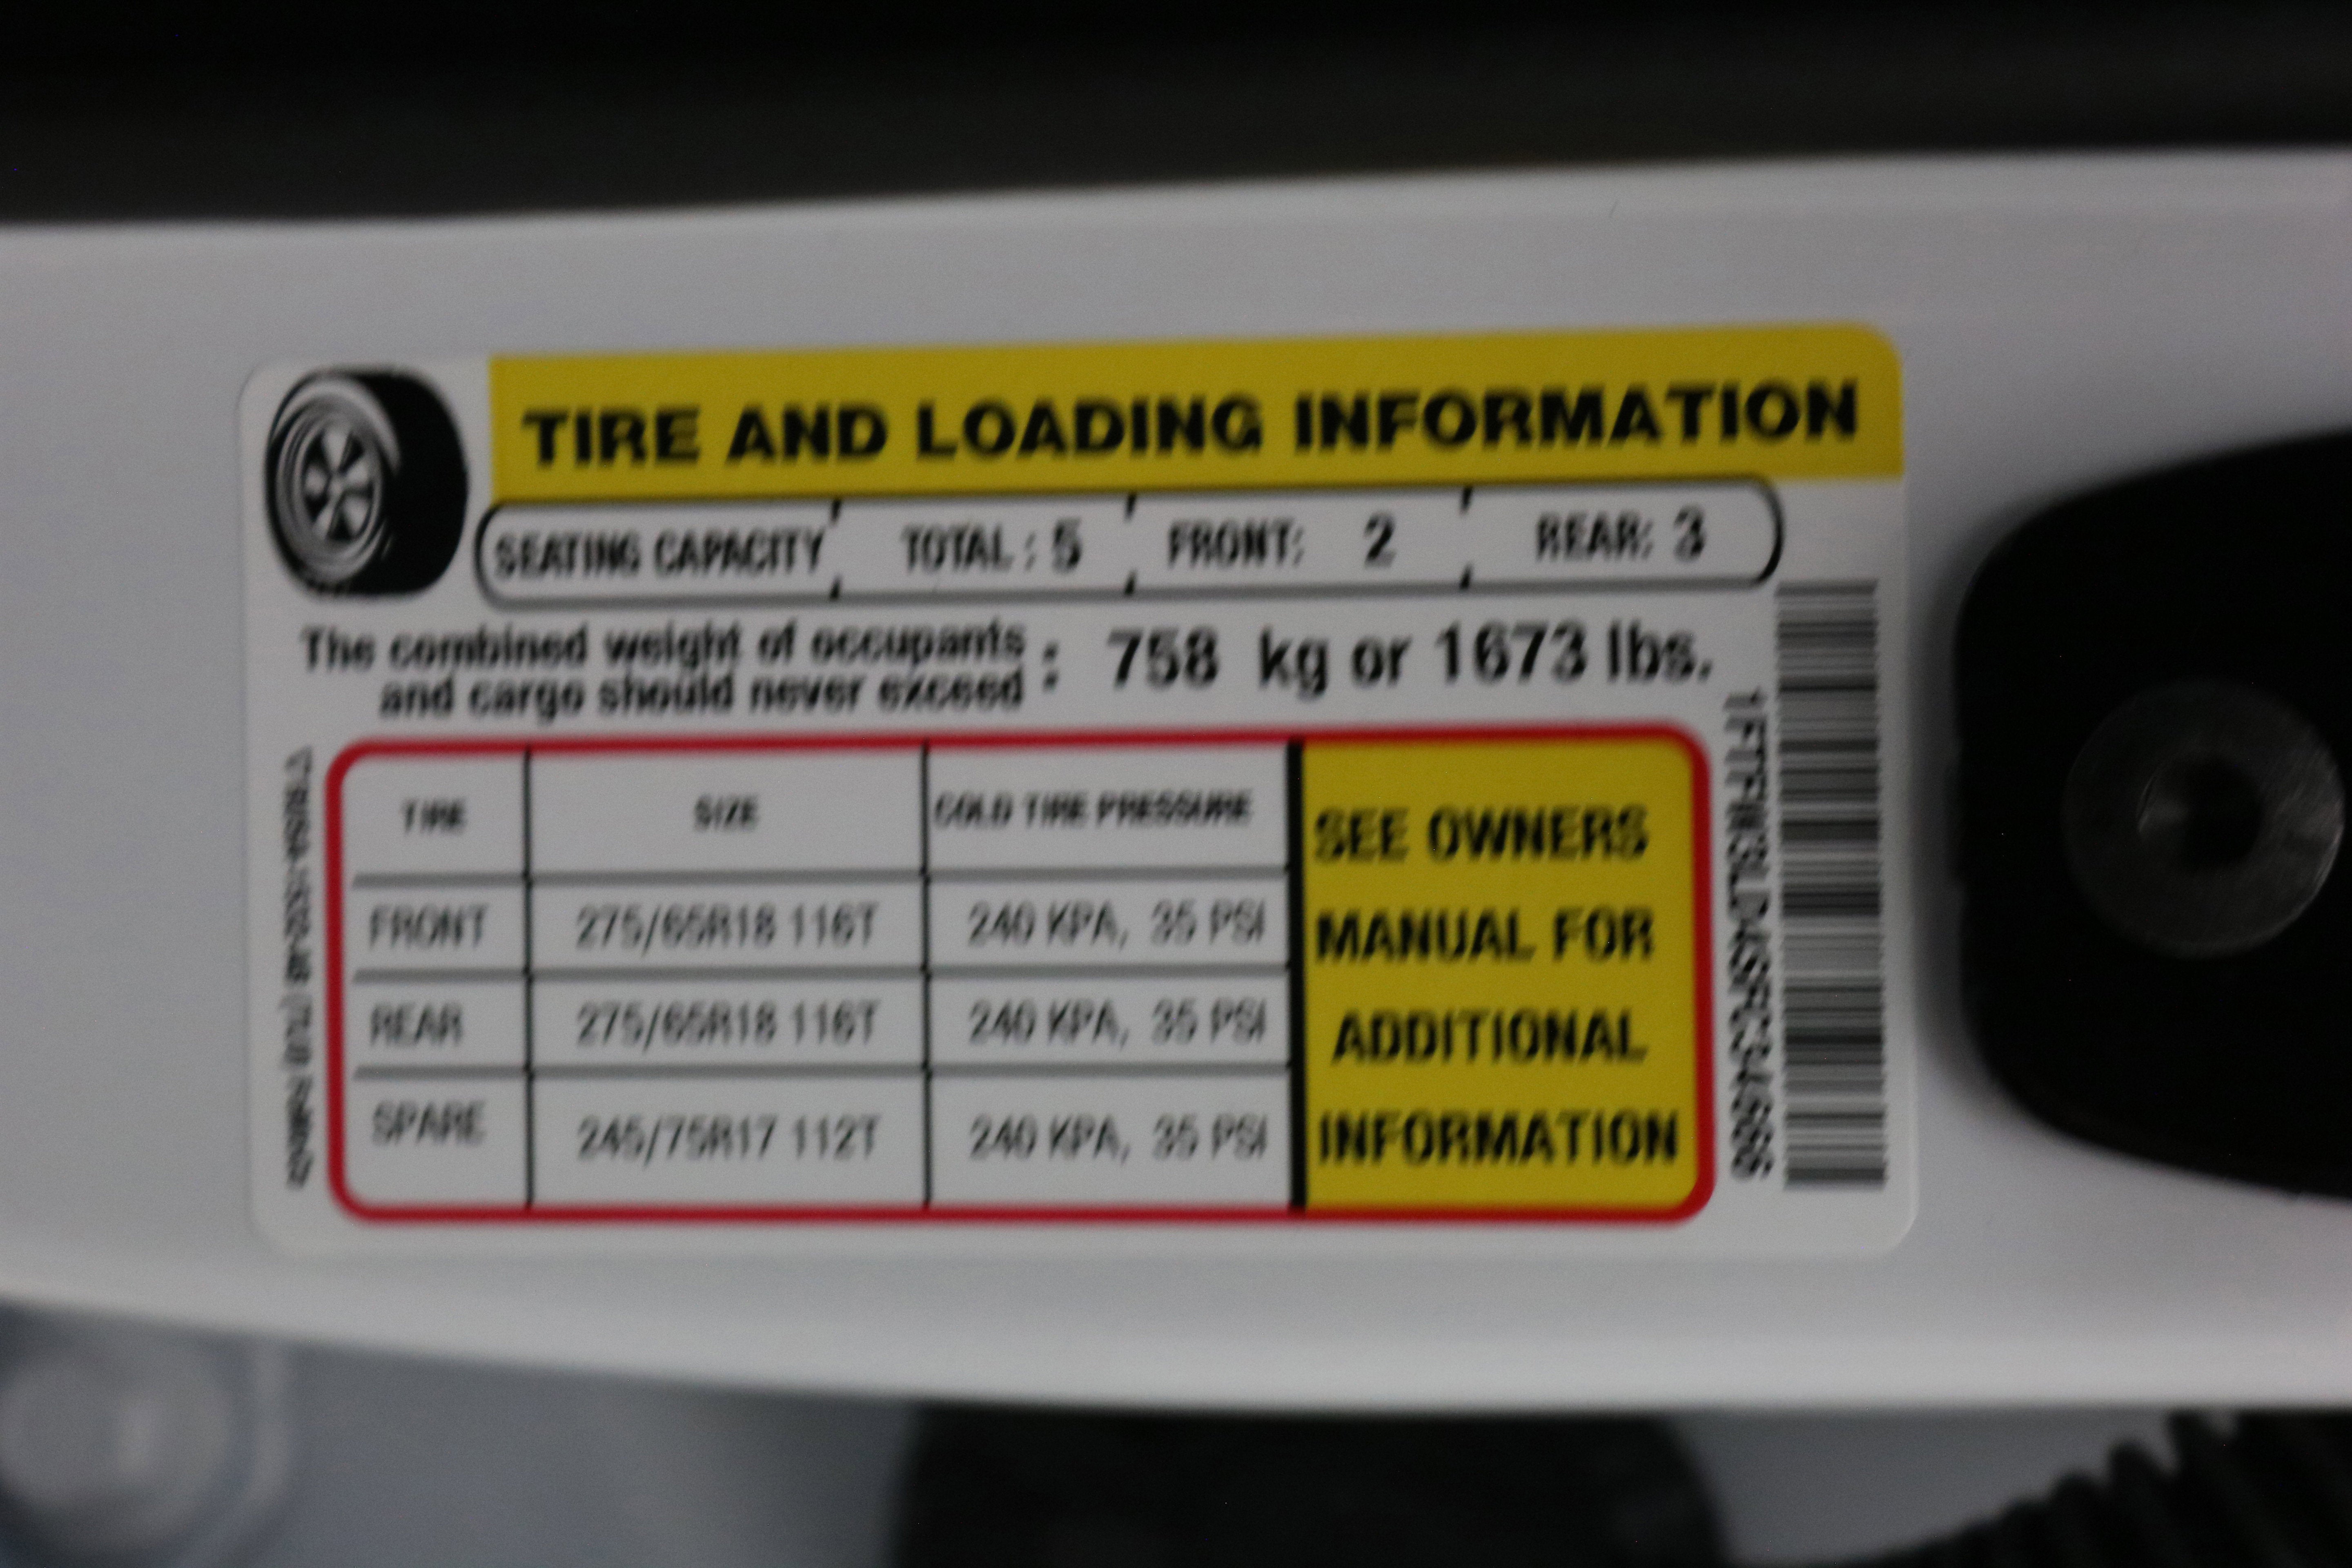 TIRE AND LOADING INFORMATION
SEATING CAPACITY TOTAL : 5 FRONT: 2 REAR: 3
The combined weight of occupants
and cargo should never exceed : 758 kg or 1673 lbs.
TIRE SIZE COLD TIRE PRESSURE
FRONT 275/65R18 116T 240 KPA, 35 PSI
REAR 275/65R18 116T 240 KPA, 35 PSI
SPARE 245/75R17 112T 240 KPA, 35 PSI
SEE OWNERS
MANUAL FOR
ADDITIONAL
INFORMATION